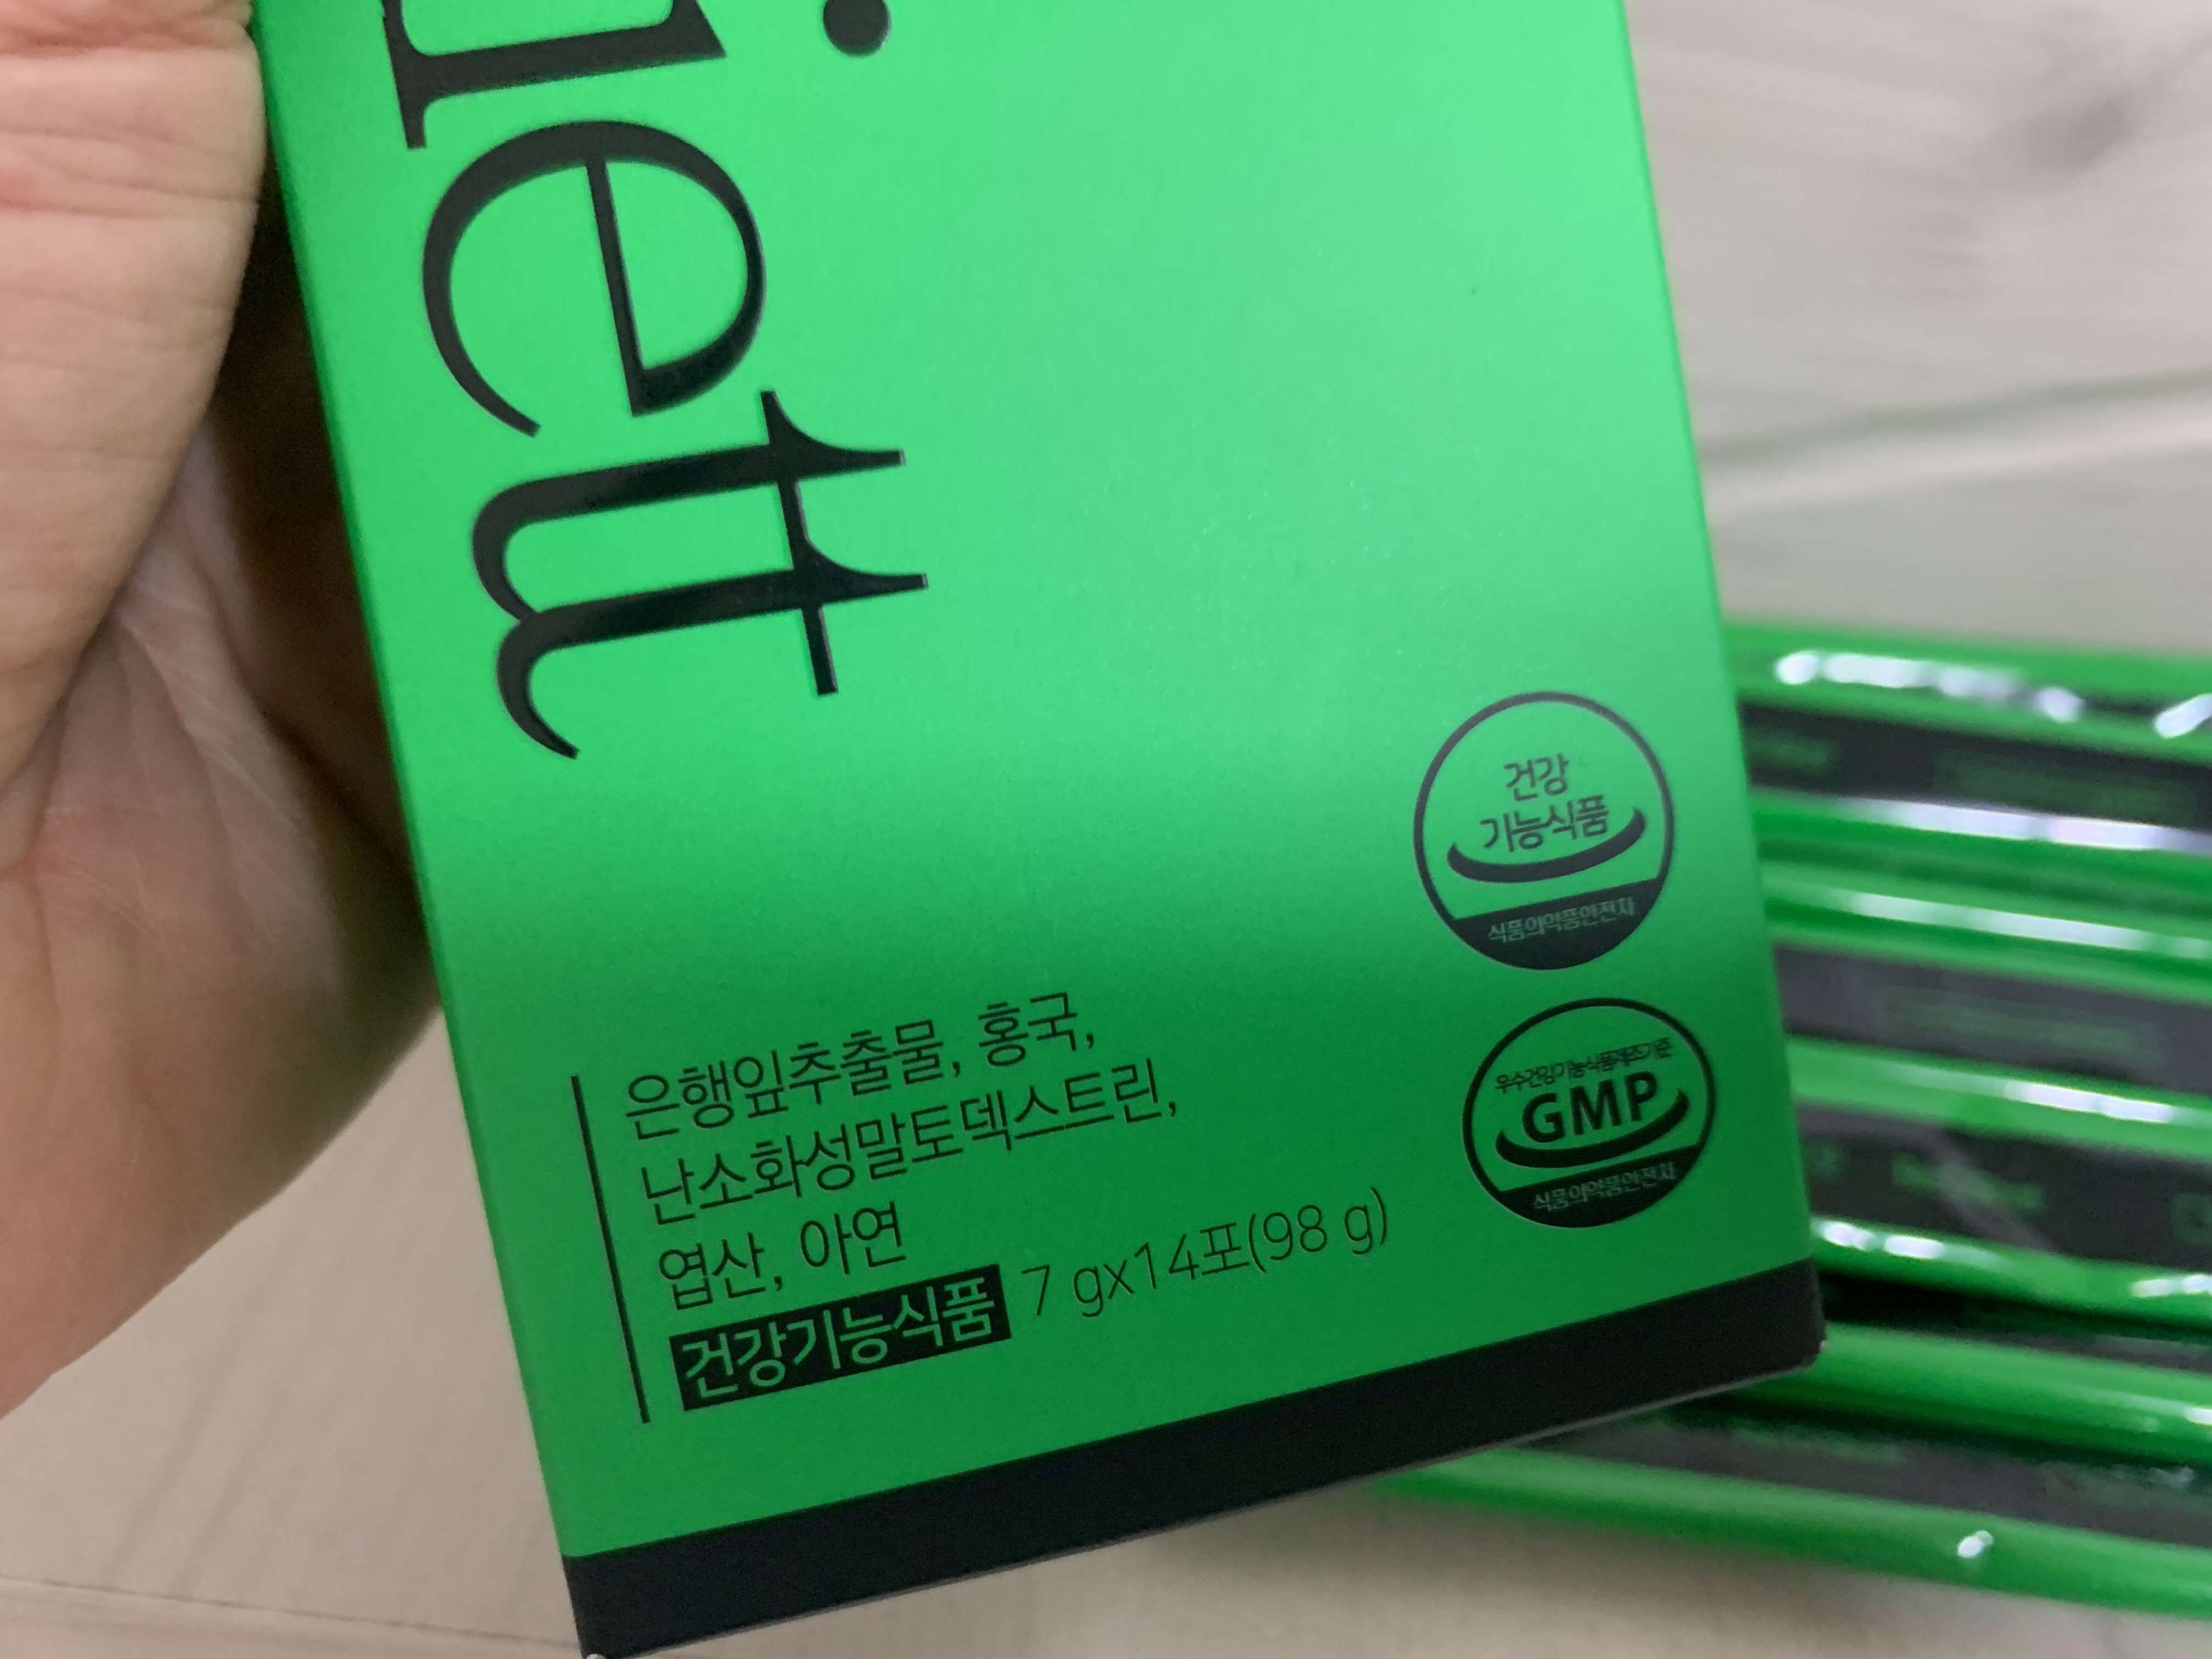 ett
건강
기능식품
식품의약품안전처
우수건강기능식품제조기준
GMP
식품의약품안전처
은행잎추출물, 홍국,
난소화성말토덱스트린,
엽산, 아연
건강기능식품 7 gx14포(98 g)